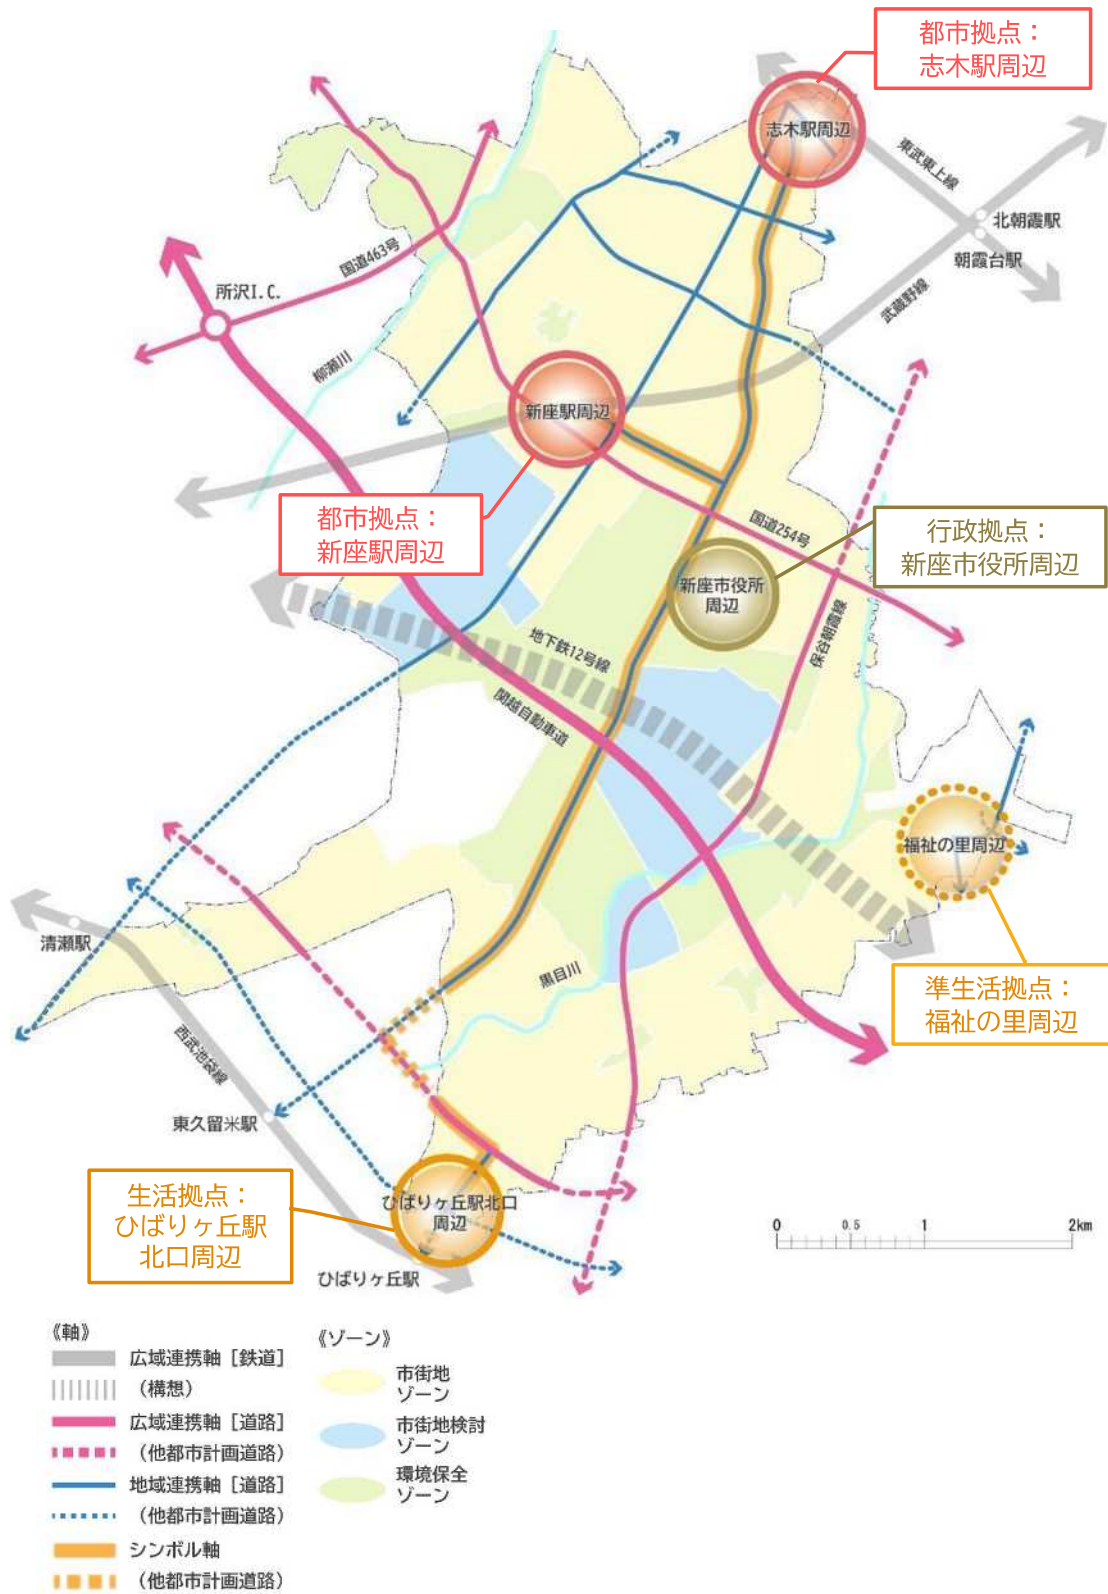 都市拠点：
志木駅周辺
志木駅周辺
東武東上線
北朝霞駅
朝霞台駅
武蔵野線
国道463号
所沢I.C.
柳瀬川
新座駅周辺
都市拠点：
新座駅周辺
国道254号
行政拠点：
新座市役所周辺
新座市役所
周辺
保谷朝霞線
地下鉄12号線
関越自動車道
福祉の里周辺
清瀬駅
黒目川
準生活拠点：
福祉の里周辺
西武池袋線
東久留米駅
生活拠点：
ひばりヶ丘駅
北口周辺
ひばりヶ丘駅北口
周辺
ひばりヶ丘駅
0 0.5 1 2km
《軸》
広域連携軸［鉄道］
（構想）
広域連携軸［道路］
（他都市計画道路）
地域連携軸［道路］
（他都市計画道路）
シンボル軸
（他都市計画道路）
《ゾーン》
市街地
ゾーン
市街地検討
ゾーン
環境保全
ゾーン